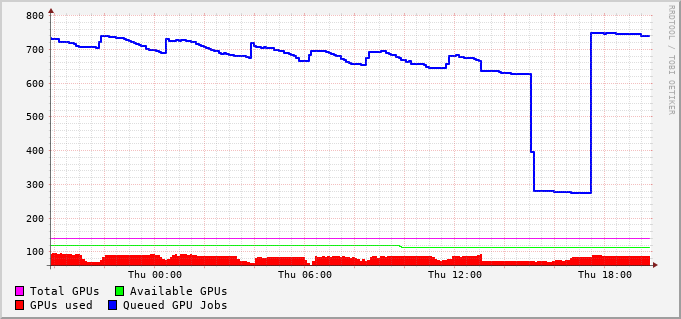 800
700
600
500
400
300
200
100
Thu 00:00 Thu 06:00 Thu 12:00 Thu 18:00
Total GPUs Available GPUs
GPUs used Queued GPU Jobs
RRDTOOL / TOBI OETIKER